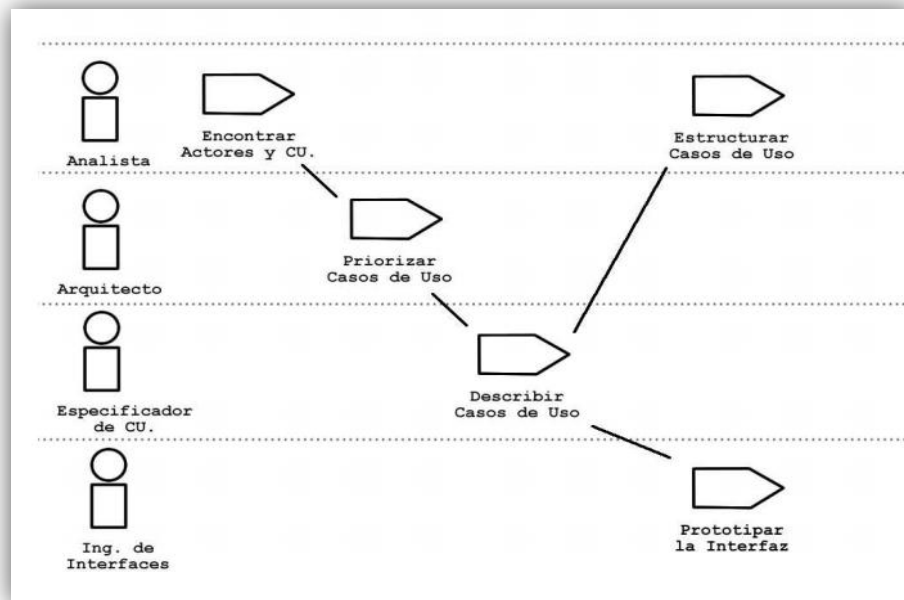 Encontrar
Actores y CU.
Estructurar
Casos de Uso
Analista
Priorizar
Casos de Uso
Arquitecto
Describir
Casos de Uso
Especificador
de CU.
Prototipar
la Interfaz
Ing. de
Interfaces